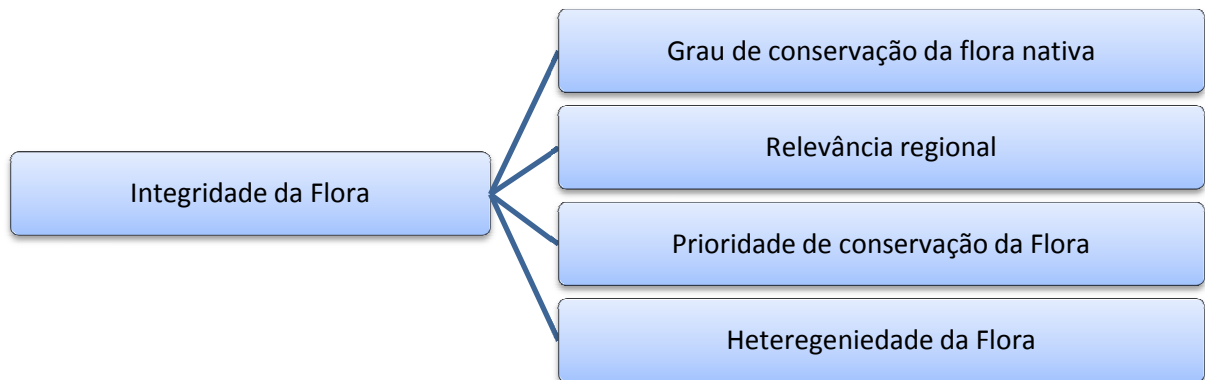 Grau de conservação da flora nativa
Relevância regional
Integridade da Flora
Prioridade de conservação da Flora
Heteregeniedade da Flora